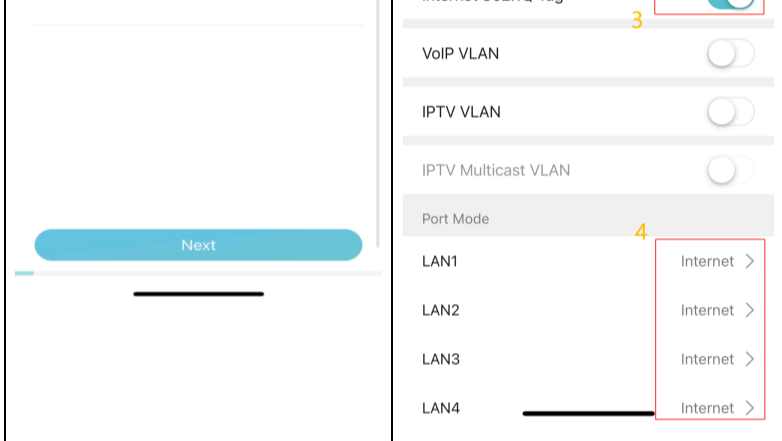 Next
3
VoIP VLAN
IPTV VLAN
IPTV Multicast VLAN
Port Mode
4
LAN1 Internet
LAN2 Internet
LAN3 Internet
LAN4 Internet